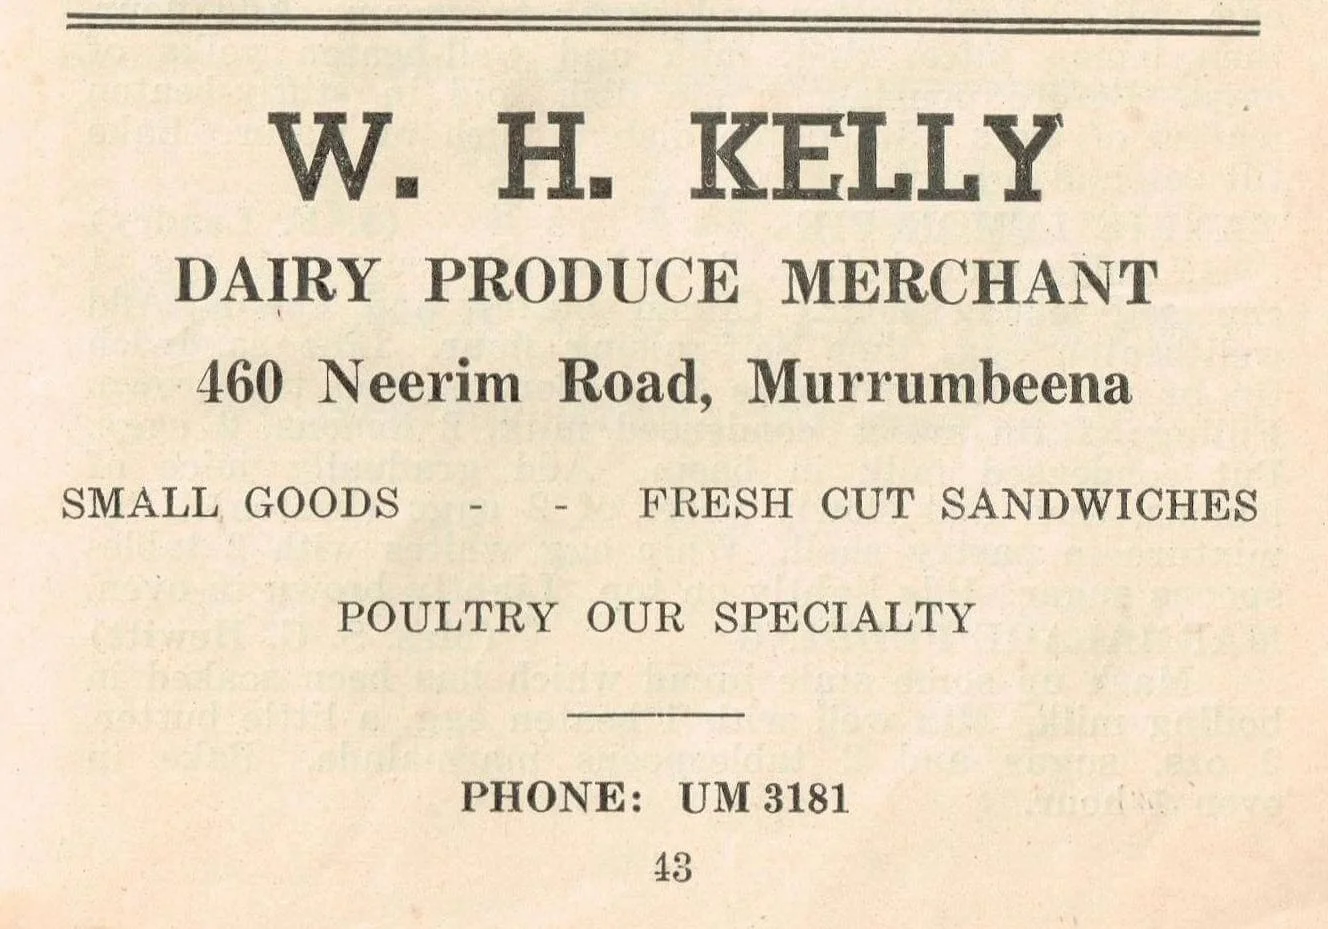 W. H. KELLY
DAIRY PRODUCE MERCHANT
460 Neerim Road, Murrumbeena
SMALL GOODS - - FRESH CUT SANDWICHES
POULTRY OUR SPECIALTY
PHONE: UM 3181
43